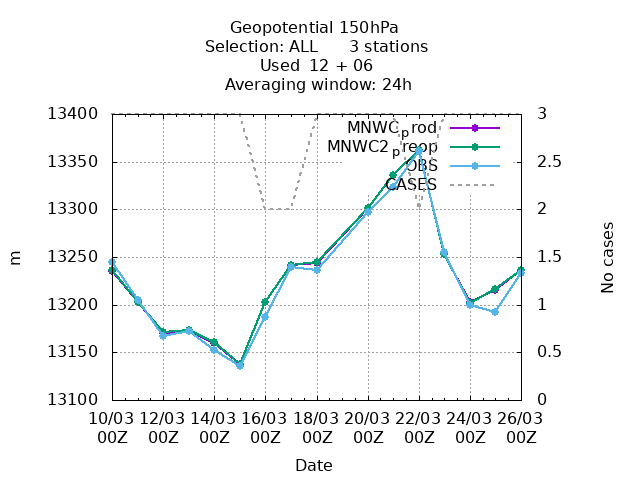 Geopotential 150hPa
Selection: ALL 3 stations
Used 12 + 06
Averaging window: 24h
13400
13350
13300
13250
13200
13150
13100
m
3
2.5
2
1.5
1
0.5
0
No cases
MNWC_prod
MNWC2_preop
OBS
CASES
10/03 12/03 14/03 16/03 18/03 20/03 22/03 24/03 26/03
00Z 00Z 00Z 00Z 00Z 00Z 00Z 00Z 00Z
Date